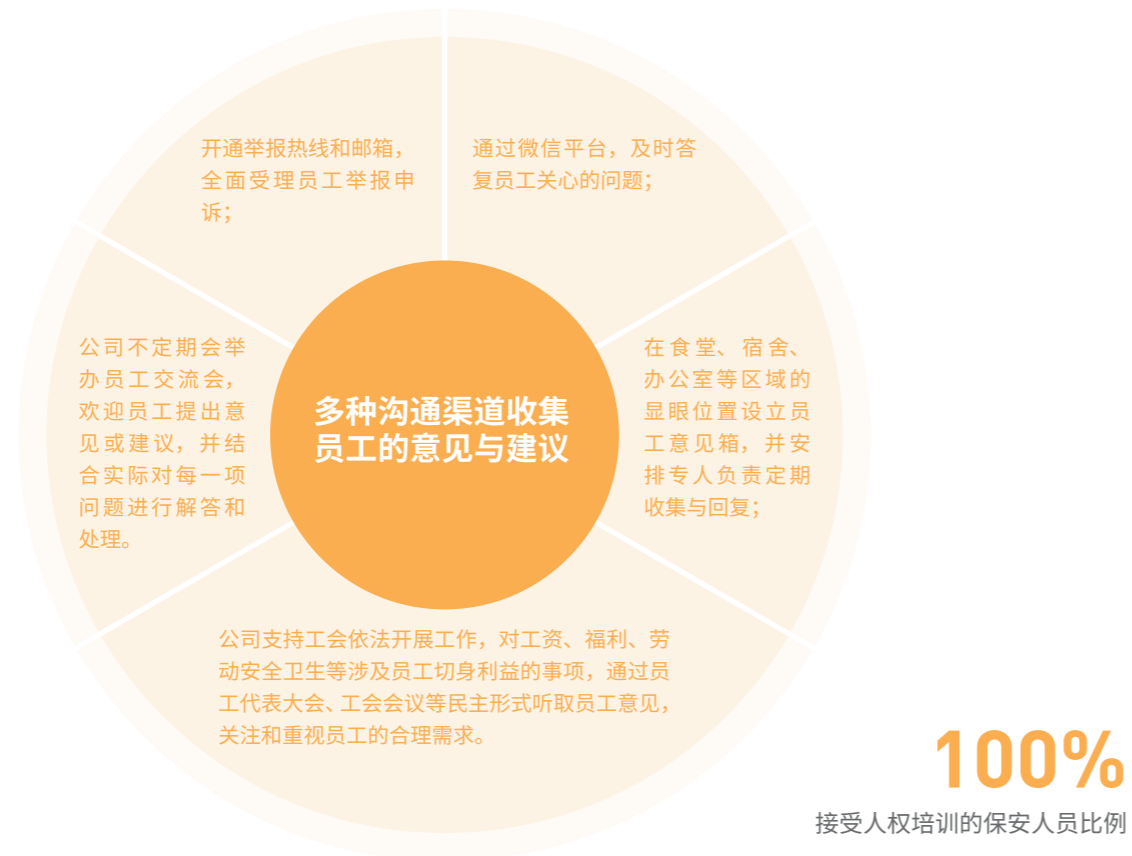 开通举报热线和邮箱，
全面受理员工举报申
诉；
通过微信平台，及时答
复员工关心的问题；
公司不定期会举
办员工交流会，
欢迎员工提出意
见或建议，并结
合实际对每一项
问题进行解答和
处理。
多种沟通渠道收集
员工的意见与建议
在食堂、宿舍、
办公室等区域的
显眼位置设立员
工意见箱，并安
排专人负责定期
收集与回复；
公司支持工会依法开展工作，对工资、福利、劳
动安全卫生等涉及员工切身利益的事项，通过员
工代表大会、工会会议等民主形式听取员工意见，
关注和重视员工的合理需求。
100%
接受人权培训的保安人员比例